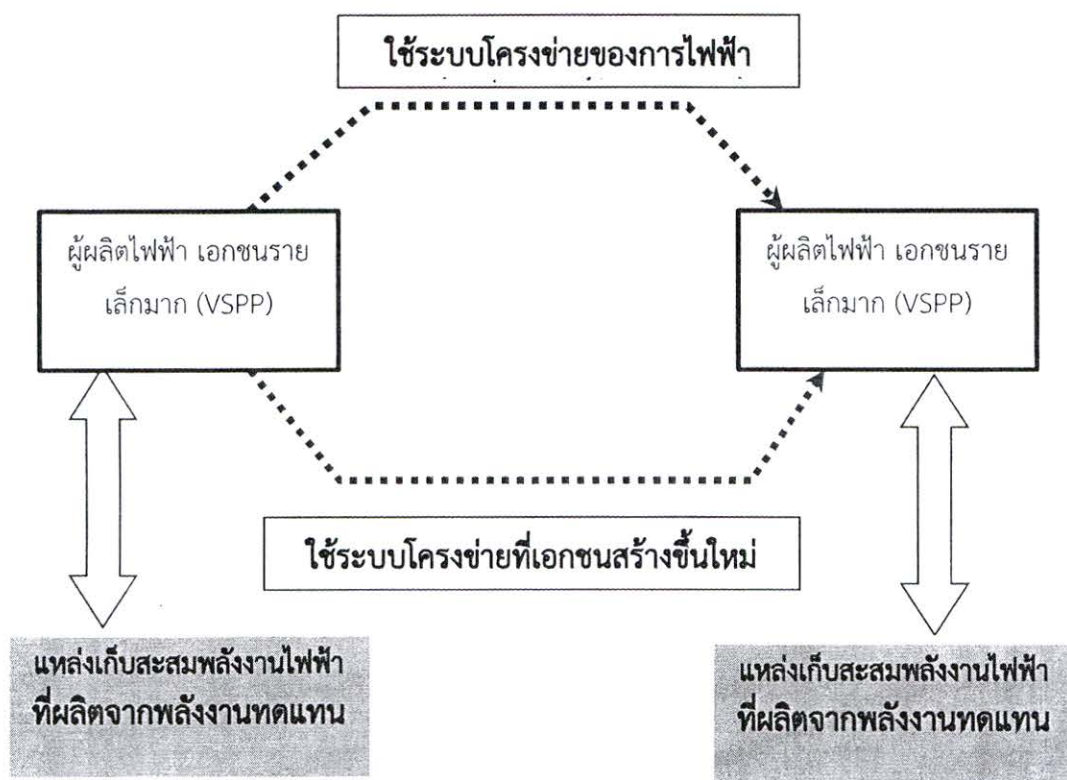 ใช้ระบบโครงข่ายของการไฟฟ้า
ผู้ผลิตไฟฟ้า เอกชนราย
เล็กมาก (VSPP)
ผู้ผลิตไฟฟ้า เอกชนราย
เล็กมาก (VSPP)
ใช้ระบบโครงข่ายที่เอกชนสร้างขึ้นใหม่
แหล่งเก็บสะสมพลังงานไฟฟ้า
ที่ผลิตจากพลังงานทดแทน
แหล่งเก็บสะสมพลังงานไฟฟ้า
ที่ผลิตจากพลังงานทดแทน